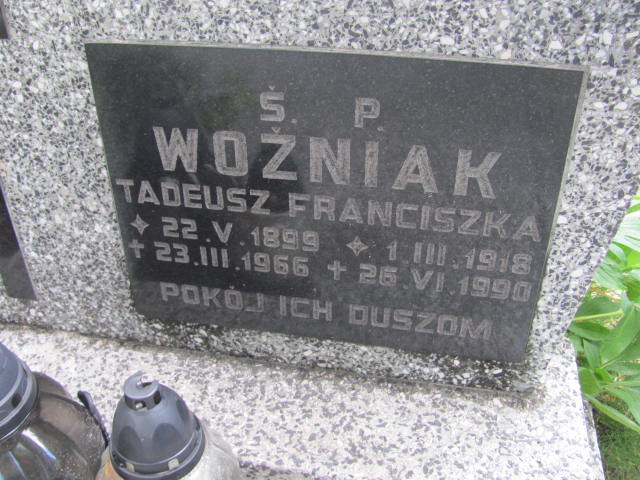 Ś. P.
WOŹNIAK
TADEUSZ FRANCISZKA
22.V.1899 1.III.1918
† 23.III.1966 † 26.VI.1990
POKÓJ ICH DUSZOM